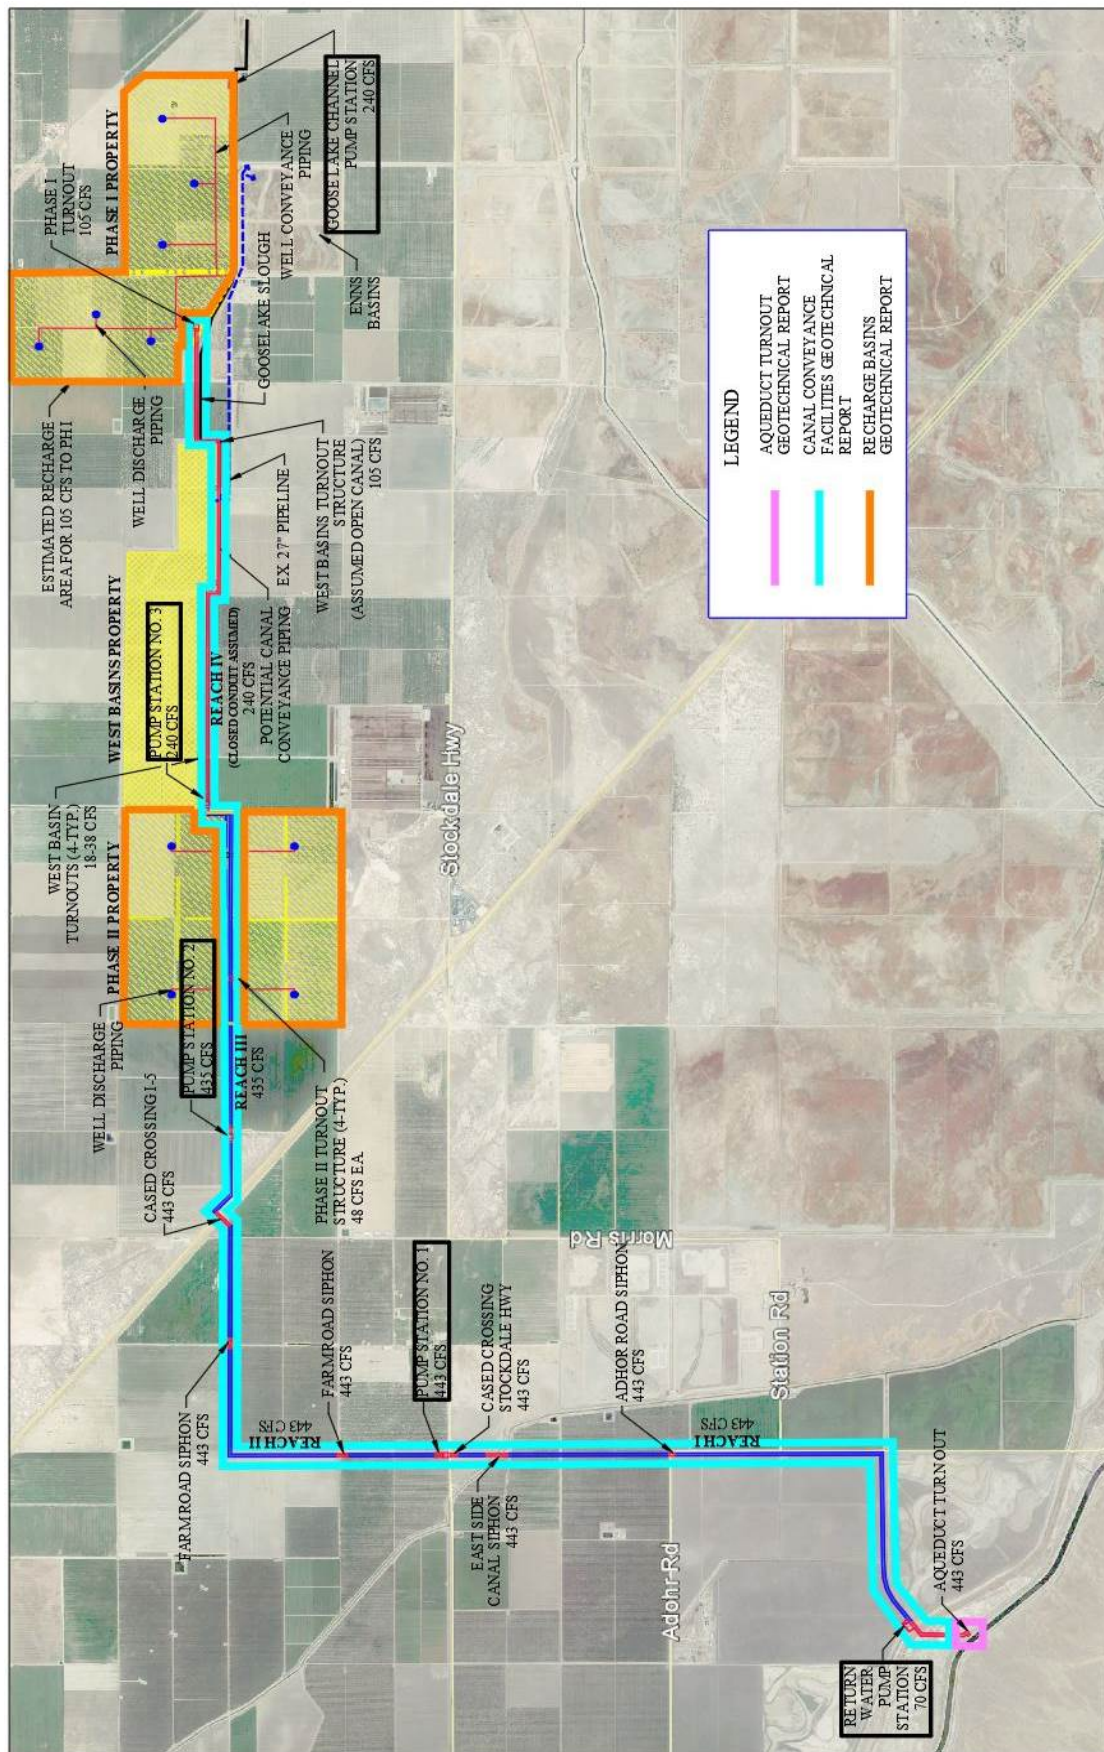 PHASE I
TURNOUT
105 CFS
PHASE I PROPERTY
GOOSE LAKE CHANNEL
PUMP STATION
240 CFS
WELL CONVEYANCE
PIPING
ENNS
BASINS
GOOSELAKE SLOUGH
ESTIMATED RECHARGE
AREA FOR 105 CFS TO PH I
WELL DISCHARGE
PIPING
WEST BASINS TURNOUT
STRUCTURE
(ASSUMED OPEN CANAL)
105 CFS
EX 27" PIPELINE
POTENTIAL CANAL
CONVEYANCE PIPING
WEST BASINS PROPERTY
PUMP STATION NO. 3
240 CFS
REACH IV
(CLOSED CONDUIT ASSUMED)
240 CFS
WEST BASIN
TURNOUTS (4-TYP.)
18-38 CFS
PHASE II PROPERTY
WELL DISCHARGE
PIPING
PUMP STATION NO. 2
435 CFS
REACH III
435 CFS
PHASE II TURNOUT
STRUCTURE (4-TYP.)
48 CFS EA.
CASED CROSSING I-5
443 CFS
FARMROAD SIPHON
443 CFS
FARMROAD SIPHON
443 CFS
REACH II
443 CFS
PUMP STATION NO. 1
443 CFS
CASED CROSSING
STOCKDALE HWY
443 CFS
EAST SIDE
CANAL SIPHON
443 CFS
ADHOR ROAD SIPHON
443 CFS
REACH I
443 CFS
AQUEDUCT TURNOUT
443 CFS
RETURN
WATER
PUMP
STATION
70 CFS
Stockdale Hwy
Morris Rd
Station Rd
Adohr Rd
LEGEND
AQUEDUCT TURNOUT
GEOTECHNICAL REPORT
CANAL CONVEYANCE
FACILITIES GEOTECHNICAL
REPORT
RECHARGE BASINS
GEOTECHNICAL REPORT